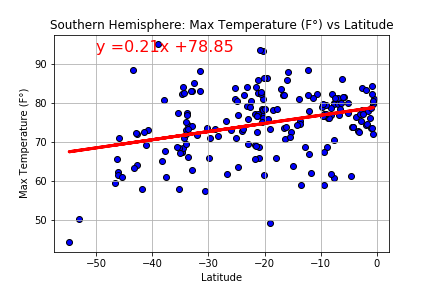 Southern Hemisphere: Max Temperature (F°) vs Latitude
y =0.21x +78.85
Max Temperature (F°)
90
80
70
60
50
−50
−40
−30
−20
−10
0
Latitude